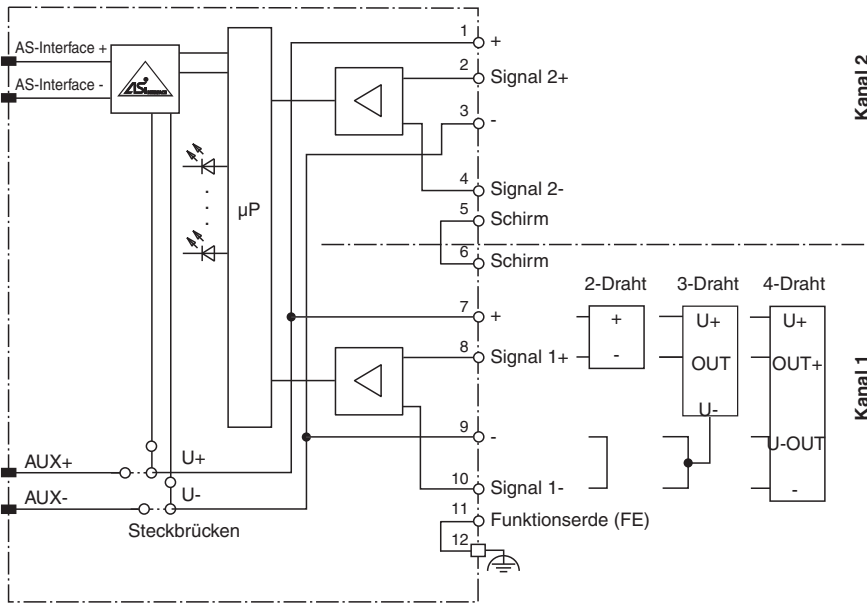 AS-Interface +
AS-Interface -
µP
1
+
2
Signal 2+
3
-
4
Signal 2-
5
Schirm
6
Schirm
Kanal 2
7
+
8
Signal 1+
9
-
10
Signal 1-
11
Funktionserde (FE)
12
2-Draht
+
-
3-Draht
U+
OUT
U-
4-Draht
U+
OUT+
U-OUT
-
Kanal 1
AUX+
U+
AUX-
U-
Steckbrücken